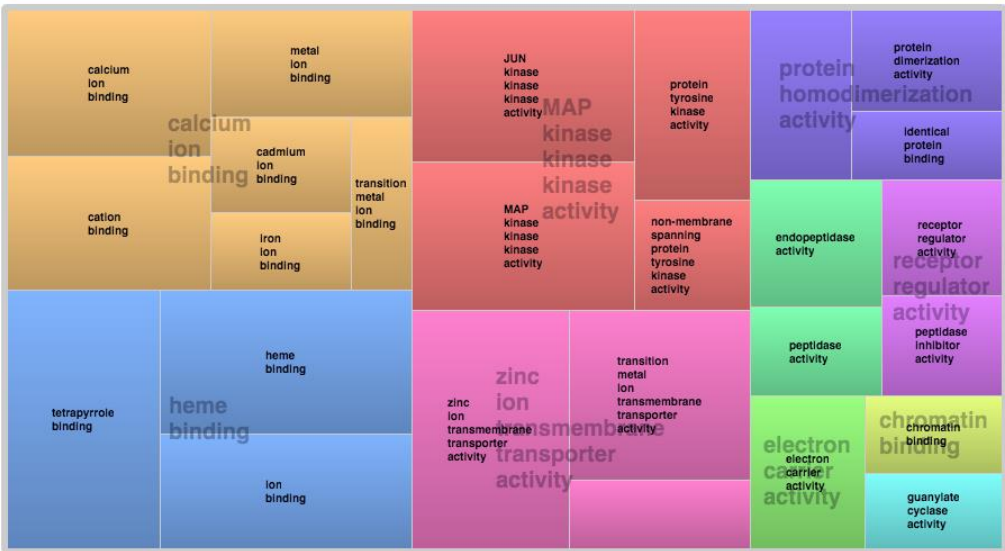 calcium
ion
binding
metal
ion
binding
calcium
ion
binding
cadmium
ion
binding
transition
metal
ion
binding
cation
binding
iron
ion
binding
JUN
kinase
kinase
kinase
activity
MAP
kinase
kinase
kinase
activity
protein
tyrosine
kinase
activity
MAP
kinase
kinase
kinase
activity
non-membrane
spanning
protein
tyrosine
kinase
activity
protein
homodimerization
activity
protein
dimerization
activity
identical
protein
binding
endopeptidase
activity
receptor
regulator
activity
receptor
regulator
activity
peptidase
activity
peptidase
inhibitor
activity
tetrapyrrole
binding
heme
binding
heme
binding
ion
binding
zinc
ion
transmembrane
transporter
activity
zinc
ion
transmembrane
transporter
activity
transition
metal
ion
transmembrane
transporter
activity
electron
carrier
activity
electron
carrier
activity
chromatin
binding
chromatin
binding
guanylate
cyclase
activity